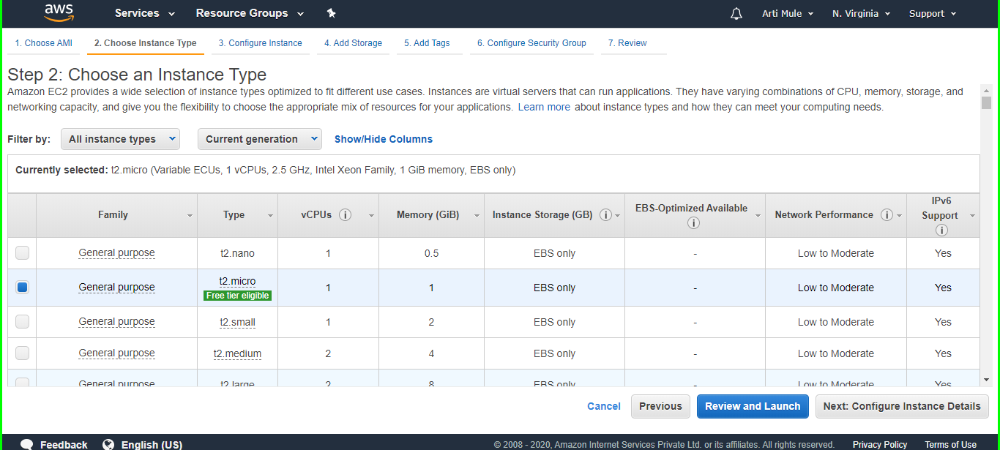 aws Services Resource Groups Arti Mule N. Virginia Support
1. Choose AMI 2. Choose Instance Type 3. Configure Instance 4. Add Storage 5. Add Tags 6. Configure Security Group 7. Review
Step 2: Choose an Instance Type
Amazon EC2 provides a wide selection of instance types optimized to fit different use cases. Instances are virtual servers that can run applications. They have varying combinations of CPU, memory, storage, and
networking capacity, and give you the flexibility to choose the appropriate mix of resources for your applications. Learn more about instance types and how they can meet your computing needs.
Filter by: All instance types Current generation Show/Hide Columns
Currently selected: t2.micro (Variable ECUs, 1 vCPUs, 2.5 GHz, Intel Xeon Family, 1 GiB memory, EBS only)
Family Type vCPUs i Memory (GiB) Instance Storage (GB) i EBS-Optimized Available i Network Performance i IPv6 Support i
General purpose t2.nano 1 0.5 EBS only - Low to Moderate Yes
General purpose t2.micro Free tier eligible 1 1 EBS only - Low to Moderate Yes
General purpose t2.small 1 2 EBS only - Low to Moderate Yes
General purpose t2.medium 2 4 EBS only - Low to Moderate Yes
General purpose t2.large 2 8 EBS only - Low to Moderate Yes
Cancel Previous Review and Launch Next: Configure Instance Details
Feedback English (US) © 2008 - 2020, Amazon Internet Services Private Ltd. or its affiliates. All rights reserved. Privacy Policy Terms of Use